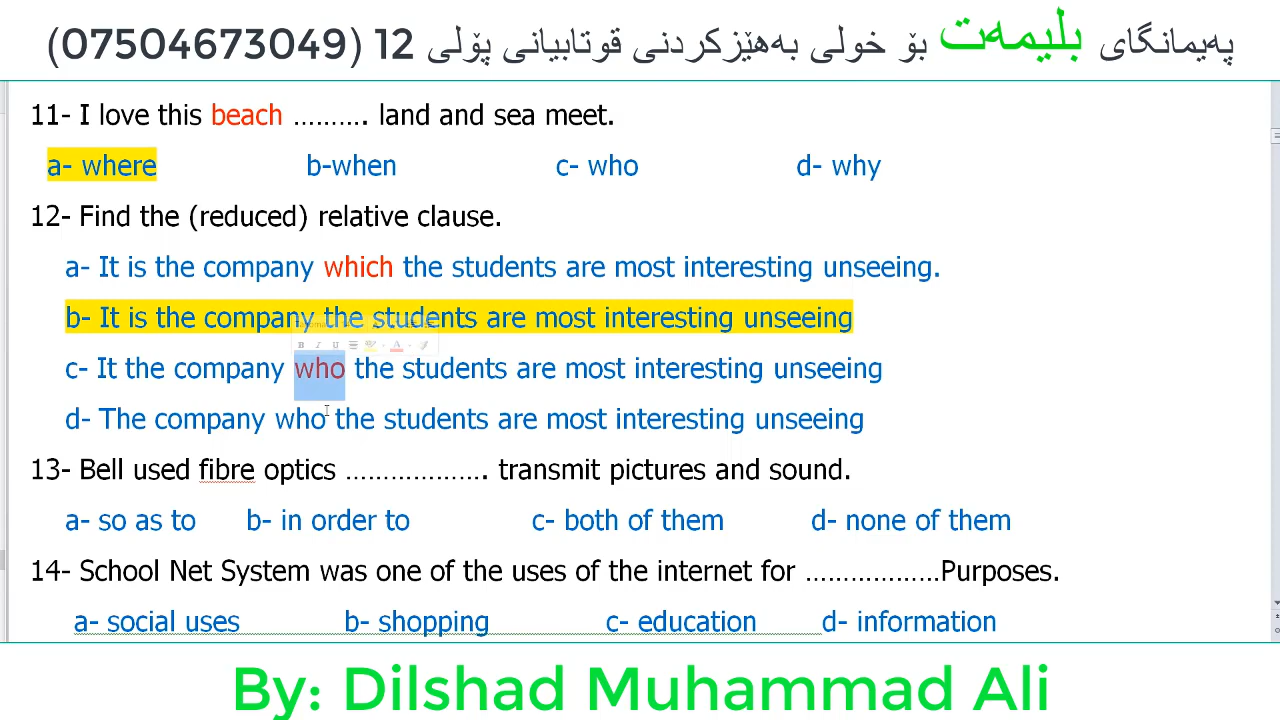 پەیمانگای بلیمەت بۆ خولی بەهێزکردنی قوتابیانی پۆلی 12 (07504673049)
11- I love this beach .......... land and sea meet.
a- where b-when c- who d- why
12- Find the (reduced) relative clause.
a- It is the company which the students are most interesting unseeing.
b- It is the company the students are most interesting unseeing
c- It the company who the students are most interesting unseeing
d- The company who the students are most interesting unseeing
13- Bell used fibre optics ................... transmit pictures and sound.
a- so as to b- in order to c- both of them d- none of them
14- School Net System was one of the uses of the internet for ..................Purposes.
a- social uses b- shopping c- education d- information
By: Dilshad Muhammad Ali